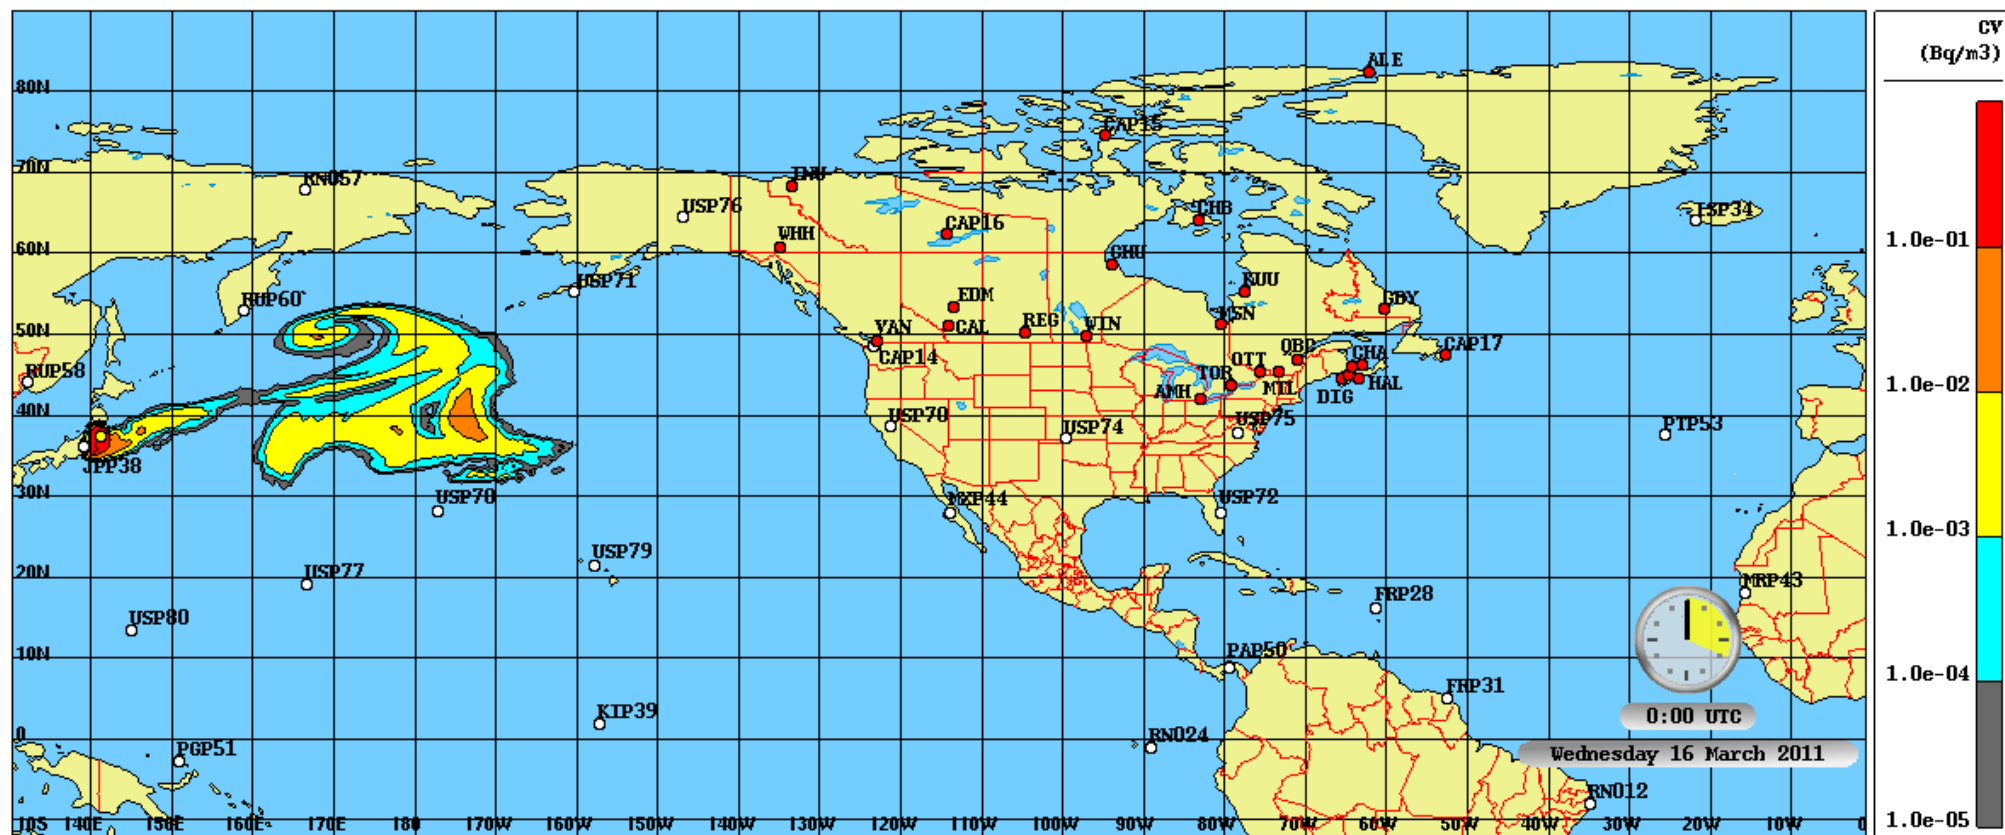 CV
(Bq/m3)
ALE
80N
CAP15
70N
RN057
INU
USP76
CHB
ISP34
CAP16
WHH
60N
CHU
USP71
KUU
RUP60
EDM
GBY
50N
VAN
CAL
REG
WIN
MSN
CAP14
QBC
CHA
CAP17
RUP58
OTT
TOR
AMH
MTL
HAL
DIG
40N
USP70
USP74
USP75
PTP53
JPP38
30N
USP78
MXP44
USP72
USP79
20N
USP77
FRP28
MRP43
USP80
10N
PAP50
FRP31
KIP39
0
RN024
PGP51
RN012
10S 140E 150E 160E 170E 180 170W 160W 150W 140W 130W 120W 110W 100W 90W 80W 70W 60W 50W 40W 30W 20W 10W
0:00 UTC
Wednesday 16 March 2011
1.0e-01
1.0e-02
1.0e-03
1.0e-04
1.0e-05